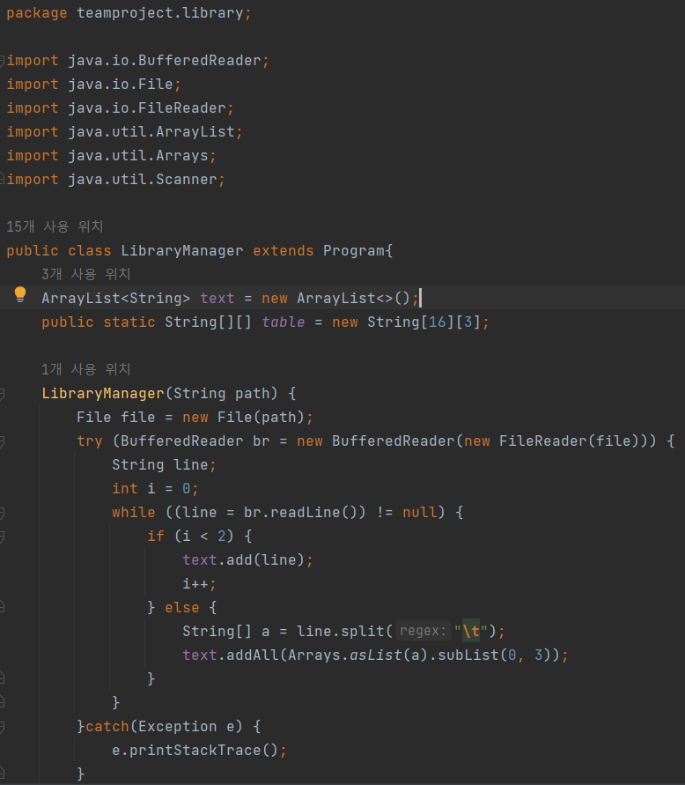 package teamproject.library;
import java.io.BufferedReader;
import java.io.File;
import java.io.FileReader;
import java.util.ArrayList;
import java.util.Arrays;
import java.util.Scanner;
15개 사용 위치
public class LibraryManager extends Program{
3개 사용 위치
ArrayList<String> text = new ArrayList<>();
public static String[][] table = new String[16][3];
1개 사용 위치
LibraryManager(String path) {
File file = new File(path);
try (BufferedReader br = new BufferedReader(new FileReader(file))) {
String line;
int i = 0;
while ((line = br.readLine()) != null) {
if (i < 2) {
text.add(line);
i++;
} else {
String[] a = line.split( regex: "\t");
text.addAll(Arrays.asList(a).subList(0, 3));
}
}
}catch(Exception e) {
e.printStackTrace();
}